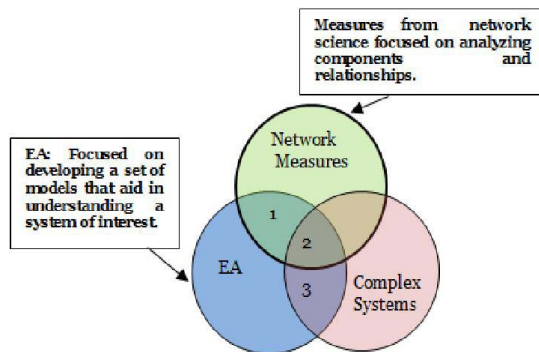 Measures from network
science focused on analyzing
components and
relationships.
EA: Focused on
developing a set of
models that aid in
understanding a
system of interest.
Network
Measures
1
2
EA
3
Complex
Systems